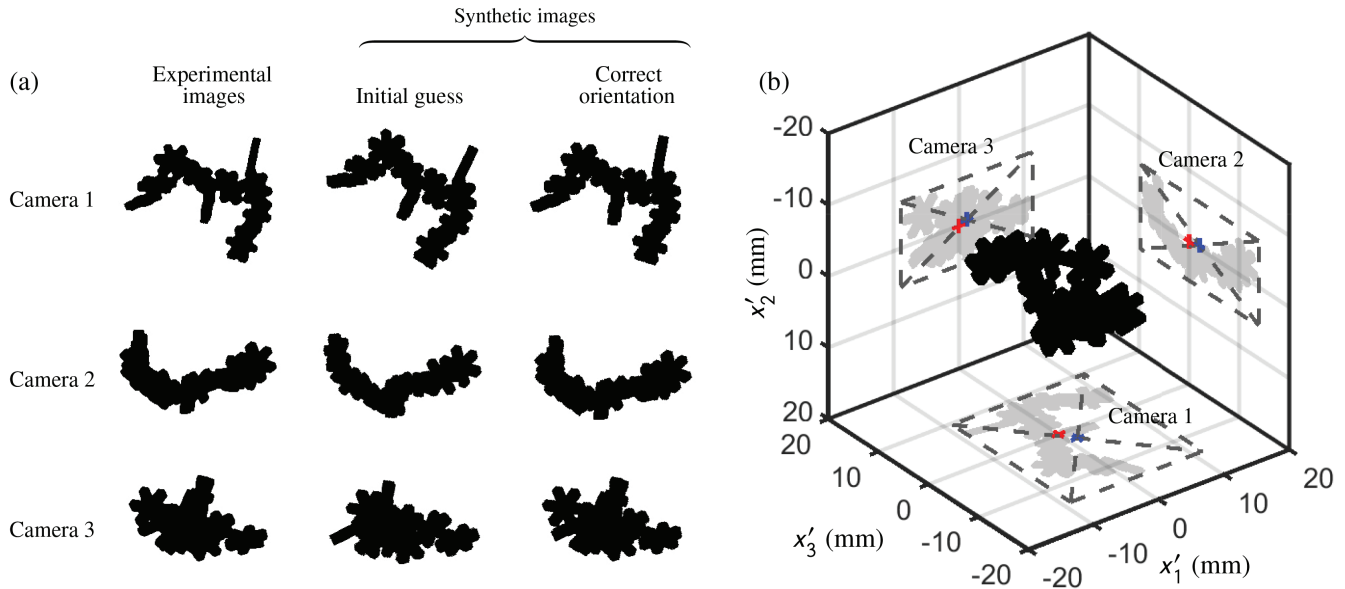 Synthetic images
(a)
Experimental
images
Initial guess
Correct
orientation
Camera 1
Camera 2
Camera 3
(b)
-20
-10
0
10
20
x′2 (mm)
Camera 3
Camera 2
Camera 1
20
10
0
-10
-20
x′3 (mm)
-20
-10
0
10
20
x′1 (mm)